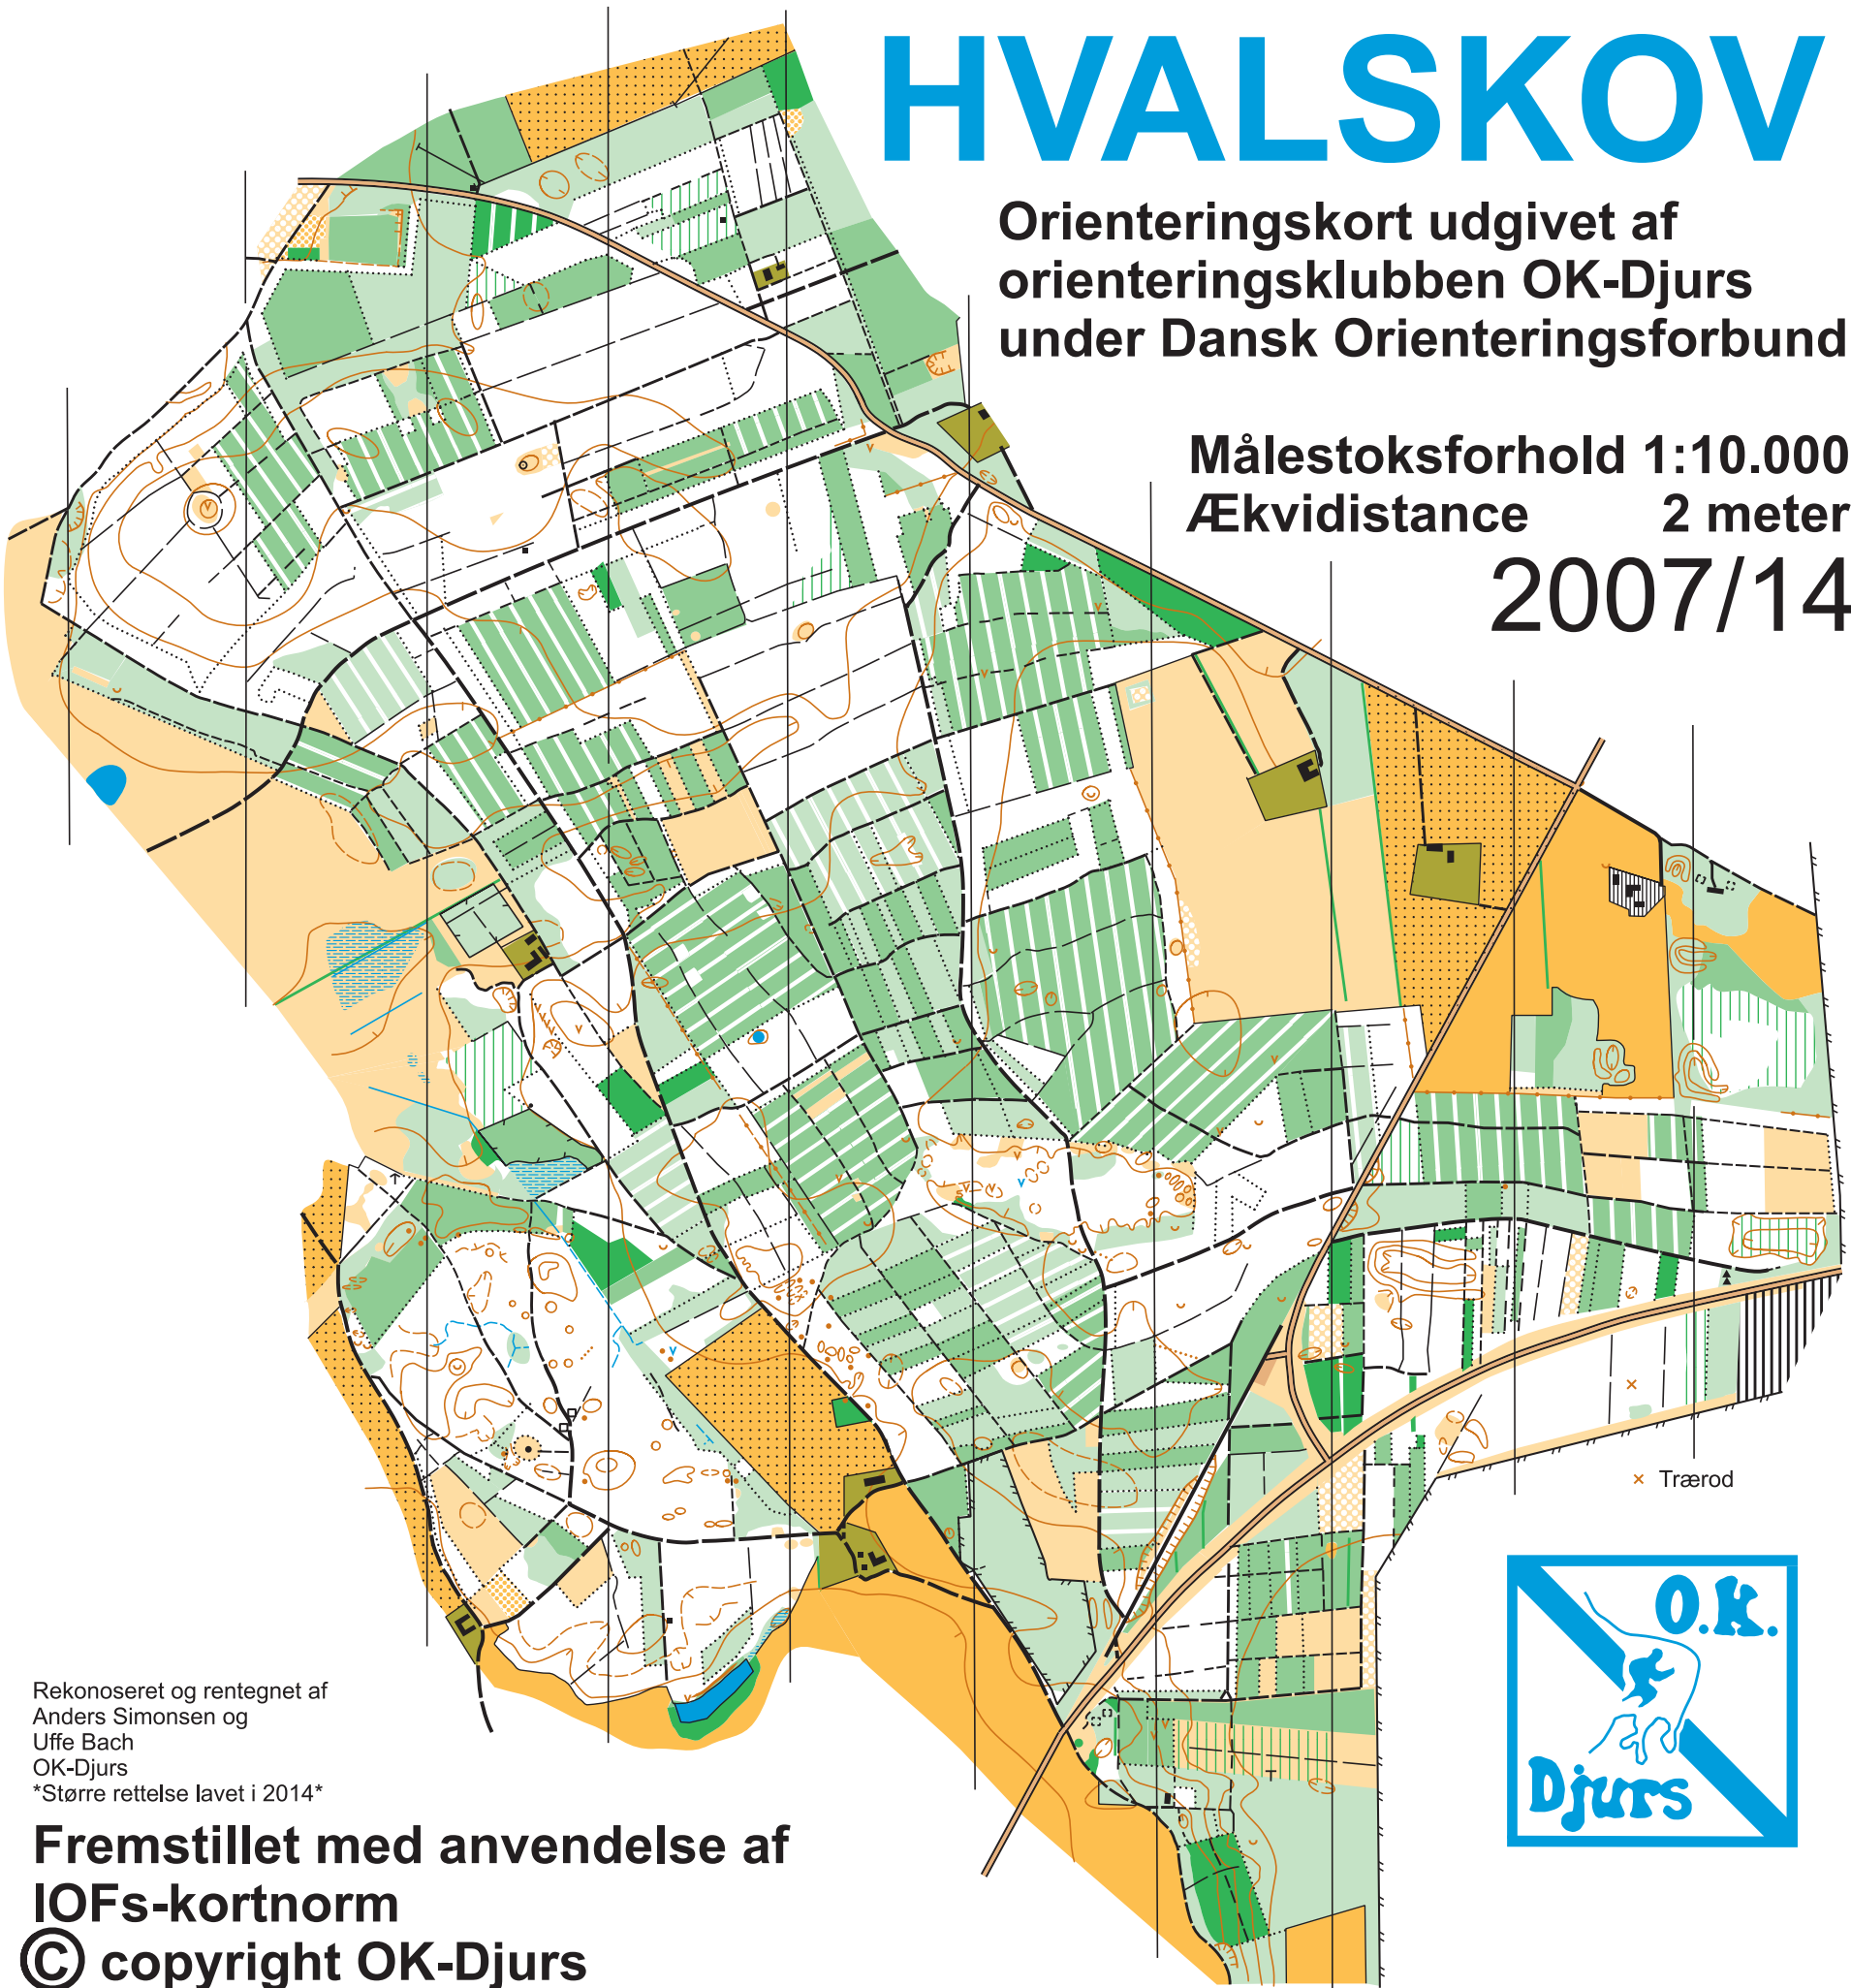 HVALSKOV
Orienteringskort udgivet af
orienteringsklubben OK-Djurs
under Dansk Orienteringsforbund
Målestoksforhold 1:10.000
Ækvidistance 2 meter
2007/14
× Trærod
O.K.
Djurs
Rekonoseret og rentegnet af
Anders Simonsen og
Uffe Bach
OK-Djurs
*Større rettelse lavet i 2014*
Fremstillet med anvendelse af
IOFs-kortnorm
© copyright OK-Djurs